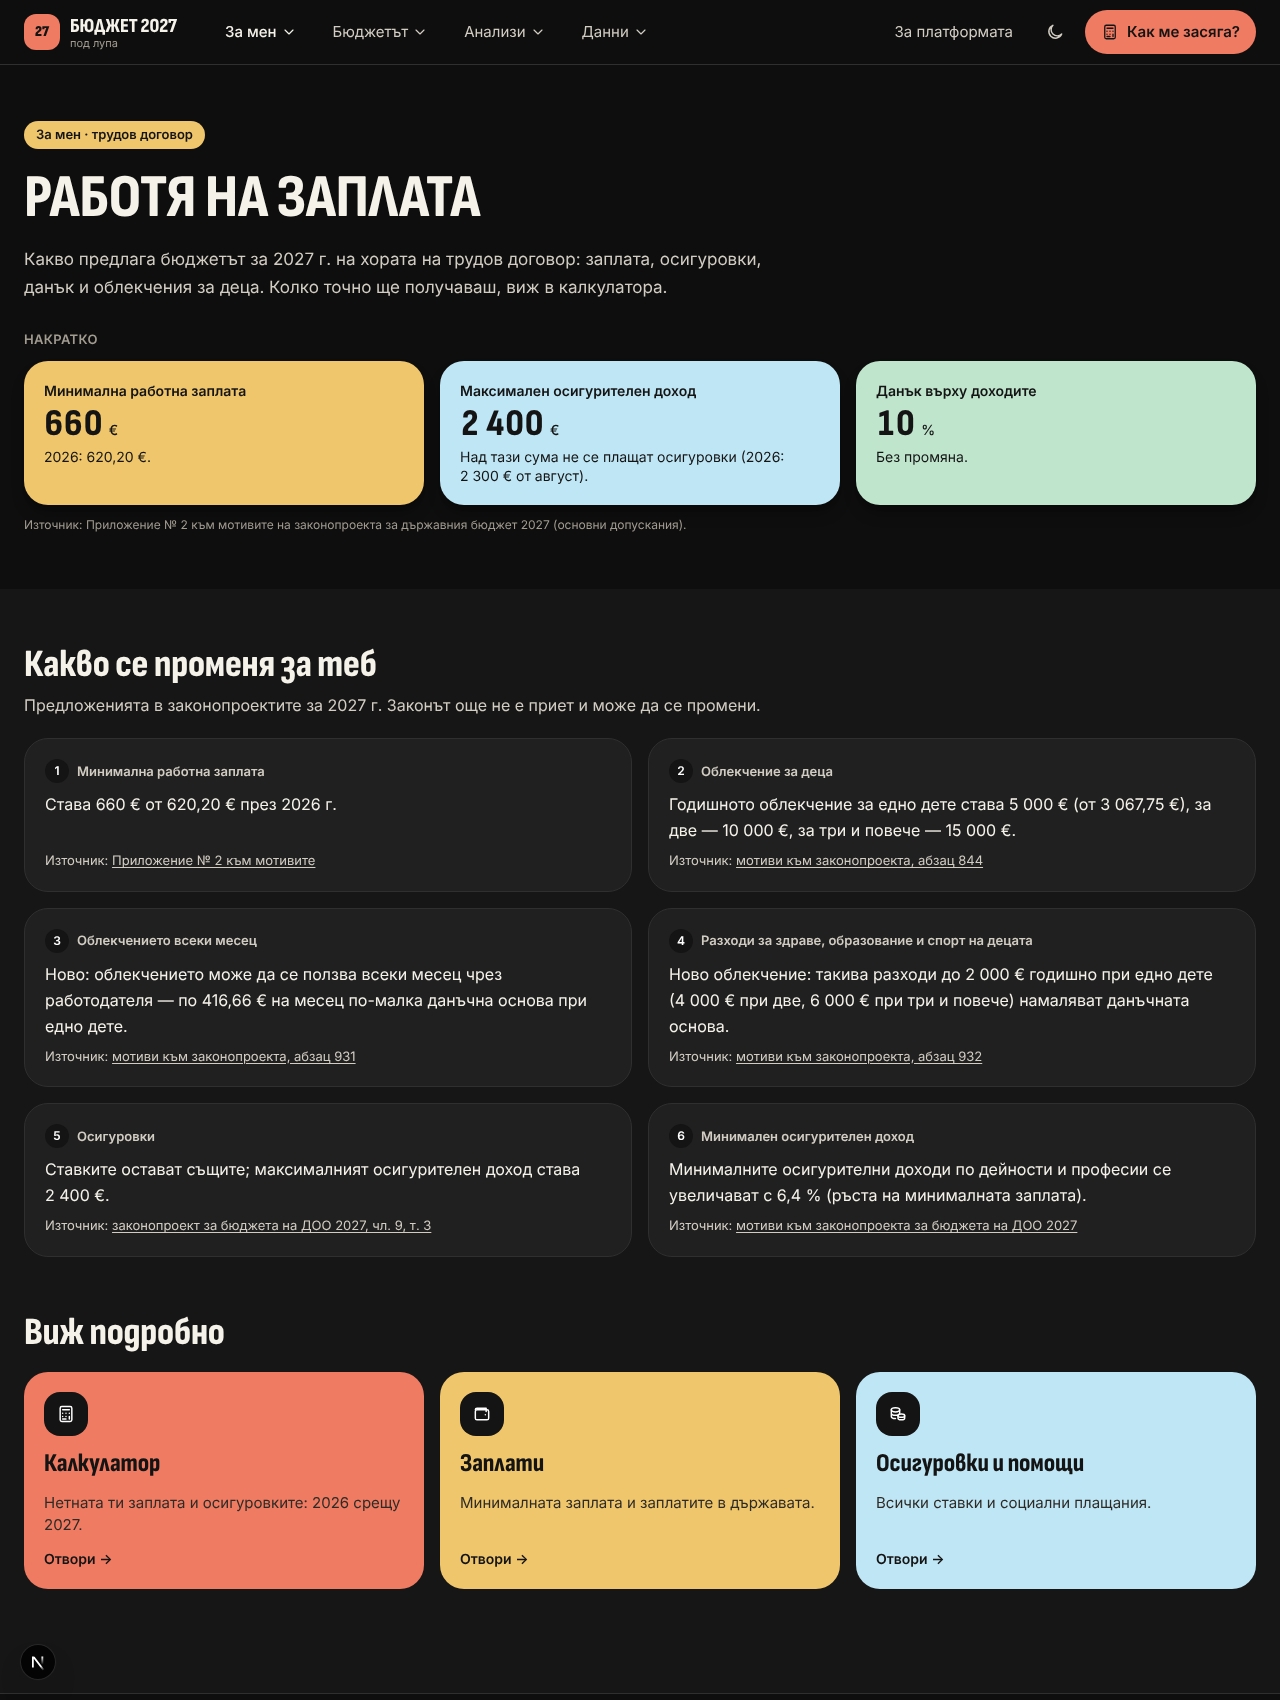 27 БЮДЖЕТ 2027
под лупа
За мен
Бюджетът
Анализи
Данни
За платформата
Как ме засяга?
За мен · трудов договор
РАБОТЯ НА ЗАПЛАТА
Какво предлага бюджетът за 2027 г. на хората на трудов договор: заплата, осигуровки,
данък и облекчения за деца. Колко точно ще получаваш, виж в калкулатора.
НАКРАТКО
Минимална работна заплата
660 €
2026: 620,20 €.
Максимален осигурителен доход
2 400 €
Над тази сума не се плащат осигуровки (2026:
2 300 € от август).
Данък върху доходите
10 %
Без промяна.
Източник: Приложение № 2 към мотивите на законопроекта за държавния бюджет 2027 (основни допускания).
Какво се променя за теб
Предложенията в законопроектите за 2027 г. Законът още не е приет и може да се промени.
1 Минимална работна заплата
Става 660 € от 620,20 € през 2026 г.
Източник: Приложение № 2 към мотивите
2 Облекчение за деца
Годишното облекчение за едно дете става 5 000 € (от 3 067,75 €), за
две — 10 000 €, за три и повече — 15 000 €.
Източник: мотиви към законопроекта, абзац 844
3 Облекчението всеки месец
Ново: облекчението може да се ползва всеки месец чрез
работодателя — по 416,66 € на месец по-малка данъчна основа при
едно дете.
Източник: мотиви към законопроекта, абзац 931
4 Разходи за здраве, образование и спорт на децата
Ново облекчение: такива разходи до 2 000 € годишно при едно дете
(4 000 € при две, 6 000 € при три и повече) намаляват данъчната
основа.
Източник: мотиви към законопроекта, абзац 932
5 Осигуровки
Ставките остават същите; максималният осигурителен доход става
2 400 €.
Източник: законопроект за бюджета на ДОО 2027, чл. 9, т. 3
6 Минимален осигурителен доход
Минималните осигурителни доходи по дейности и професии се
увеличават с 6,4 % (ръста на минималната заплата).
Източник: мотиви към законопроекта за бюджета на ДОО 2027
Виж подробно
Калкулатор
Нетната ти заплата и осигуровките: 2026 срещу
2027.
Отвори →
Заплати
Минималната заплата и заплатите в държавата.
Отвори →
Осигуровки и помощи
Всички ставки и социални плащания.
Отвори →
N